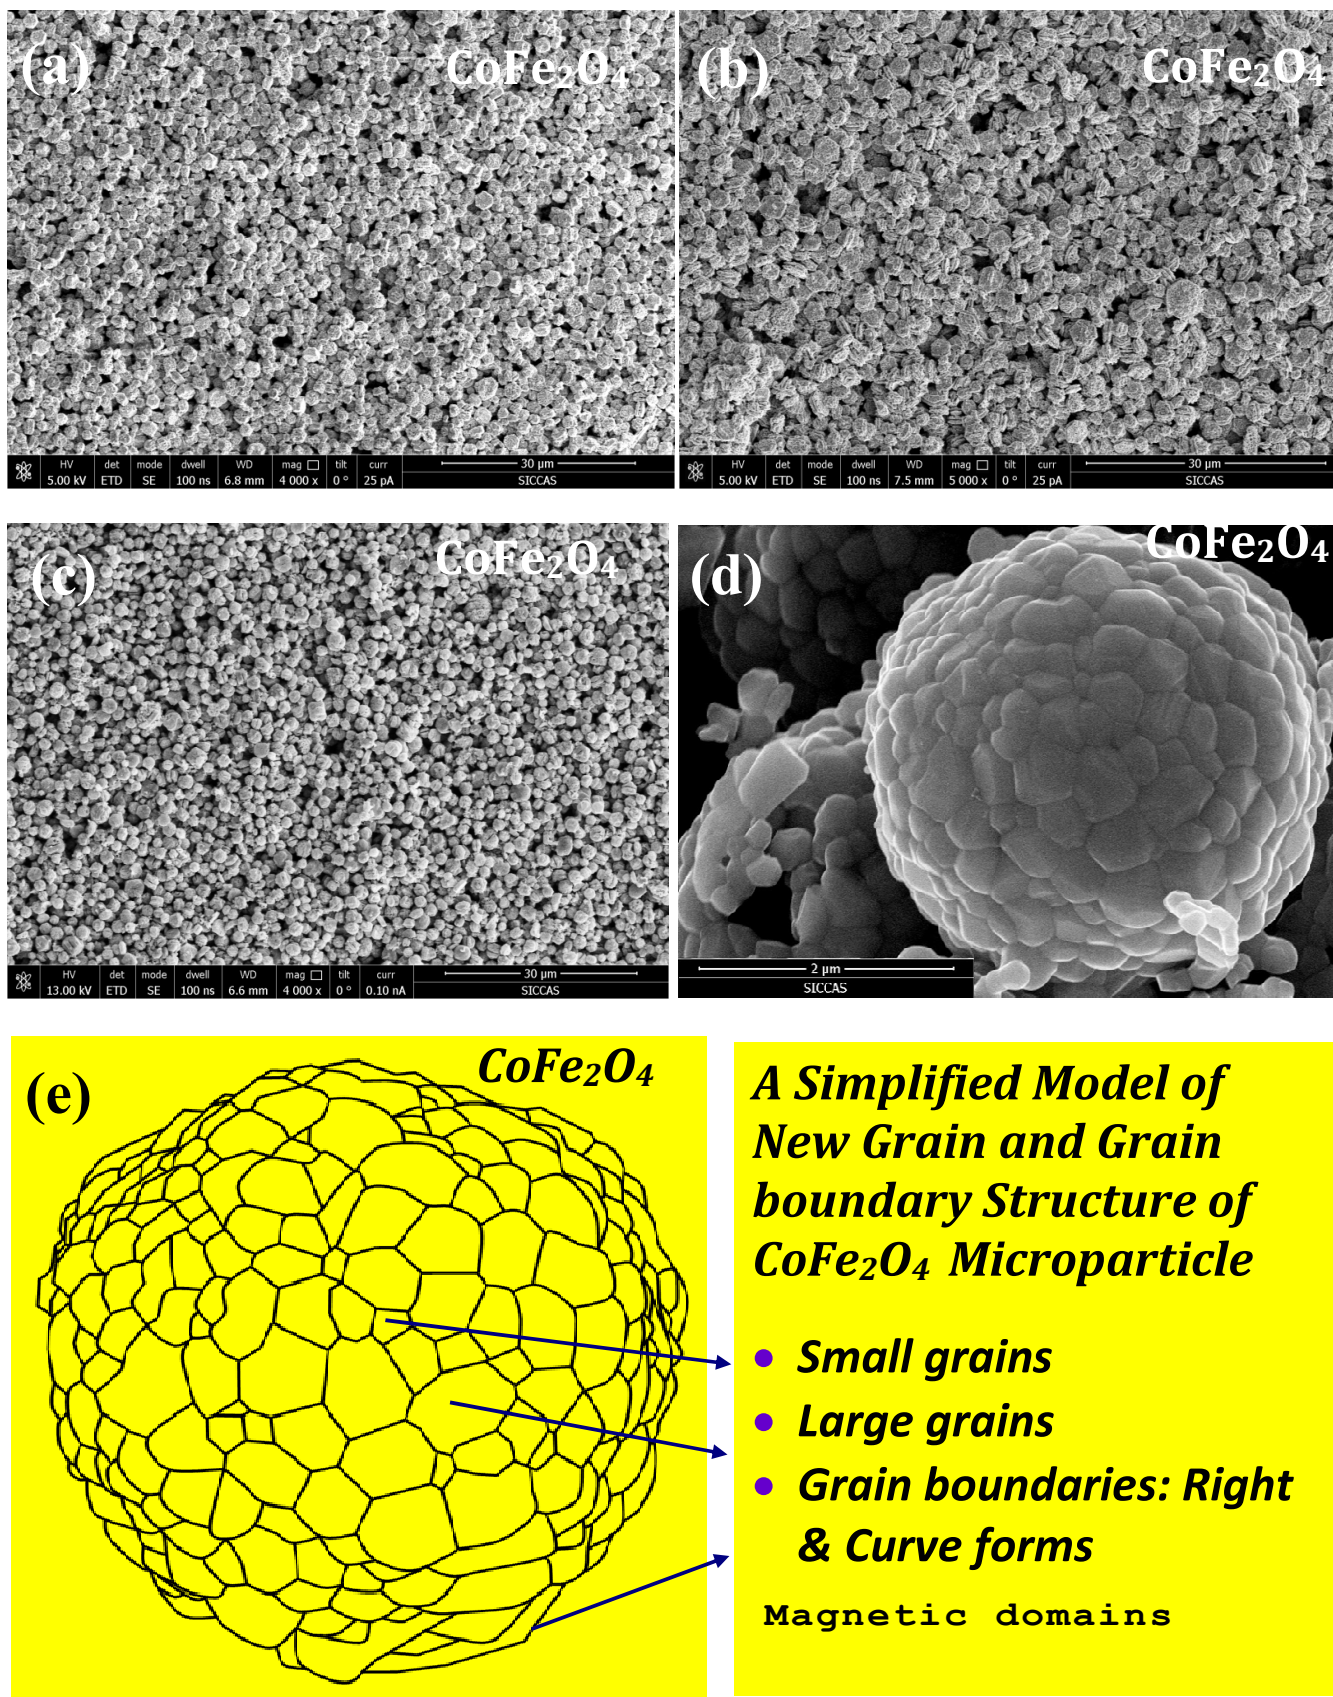 (a) CoFe₂O₄
HV det mode dwell WD mag tilt curr 30 µm
5.00 kV ETD SE 100 ns 6.8 mm 4 000 x 0 ° 25 pA SICCAS
(b) CoFe₂O₄
HV det mode dwell WD mag tilt curr 30 µm
5.00 kV ETD SE 100 ns 7.5 mm 5 000 x 0 ° 25 pA SICCAS
(c) CoFe₂O₄
HV det mode dwell WD mag tilt curr 30 µm
13.00 kV ETD SE 100 ns 6.6 mm 4 000 x 0 ° 0.10 nA SICCAS
(d) CoFe₂O₄
2 µm
SICCAS
(e) CoFe₂O₄
A Simplified Model of
New Grain and Grain
boundary Structure of
CoFe₂O₄ Microparticle
• Small grains
• Large grains
• Grain boundaries: Right
& Curve forms
Magnetic domains